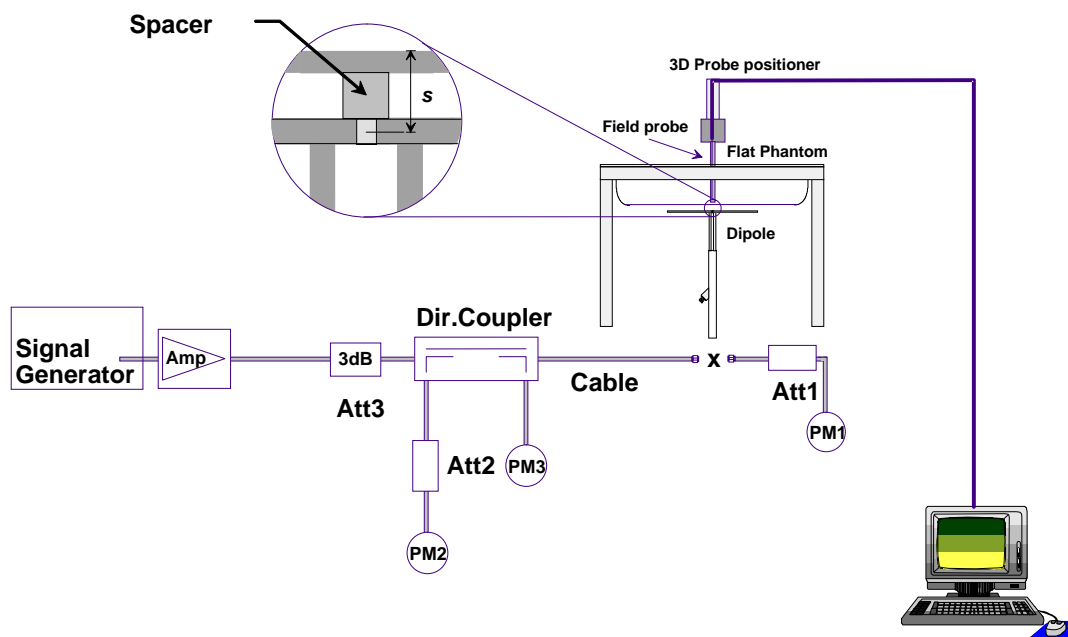 Spacer
s
3D Probe positioner
Field probe
Flat Phantom
Dipole
Dir.Coupler
Signal
Generator
Amp
3dB
Att3
Cable
x
Att1
PM1
Att2
PM3
PM2